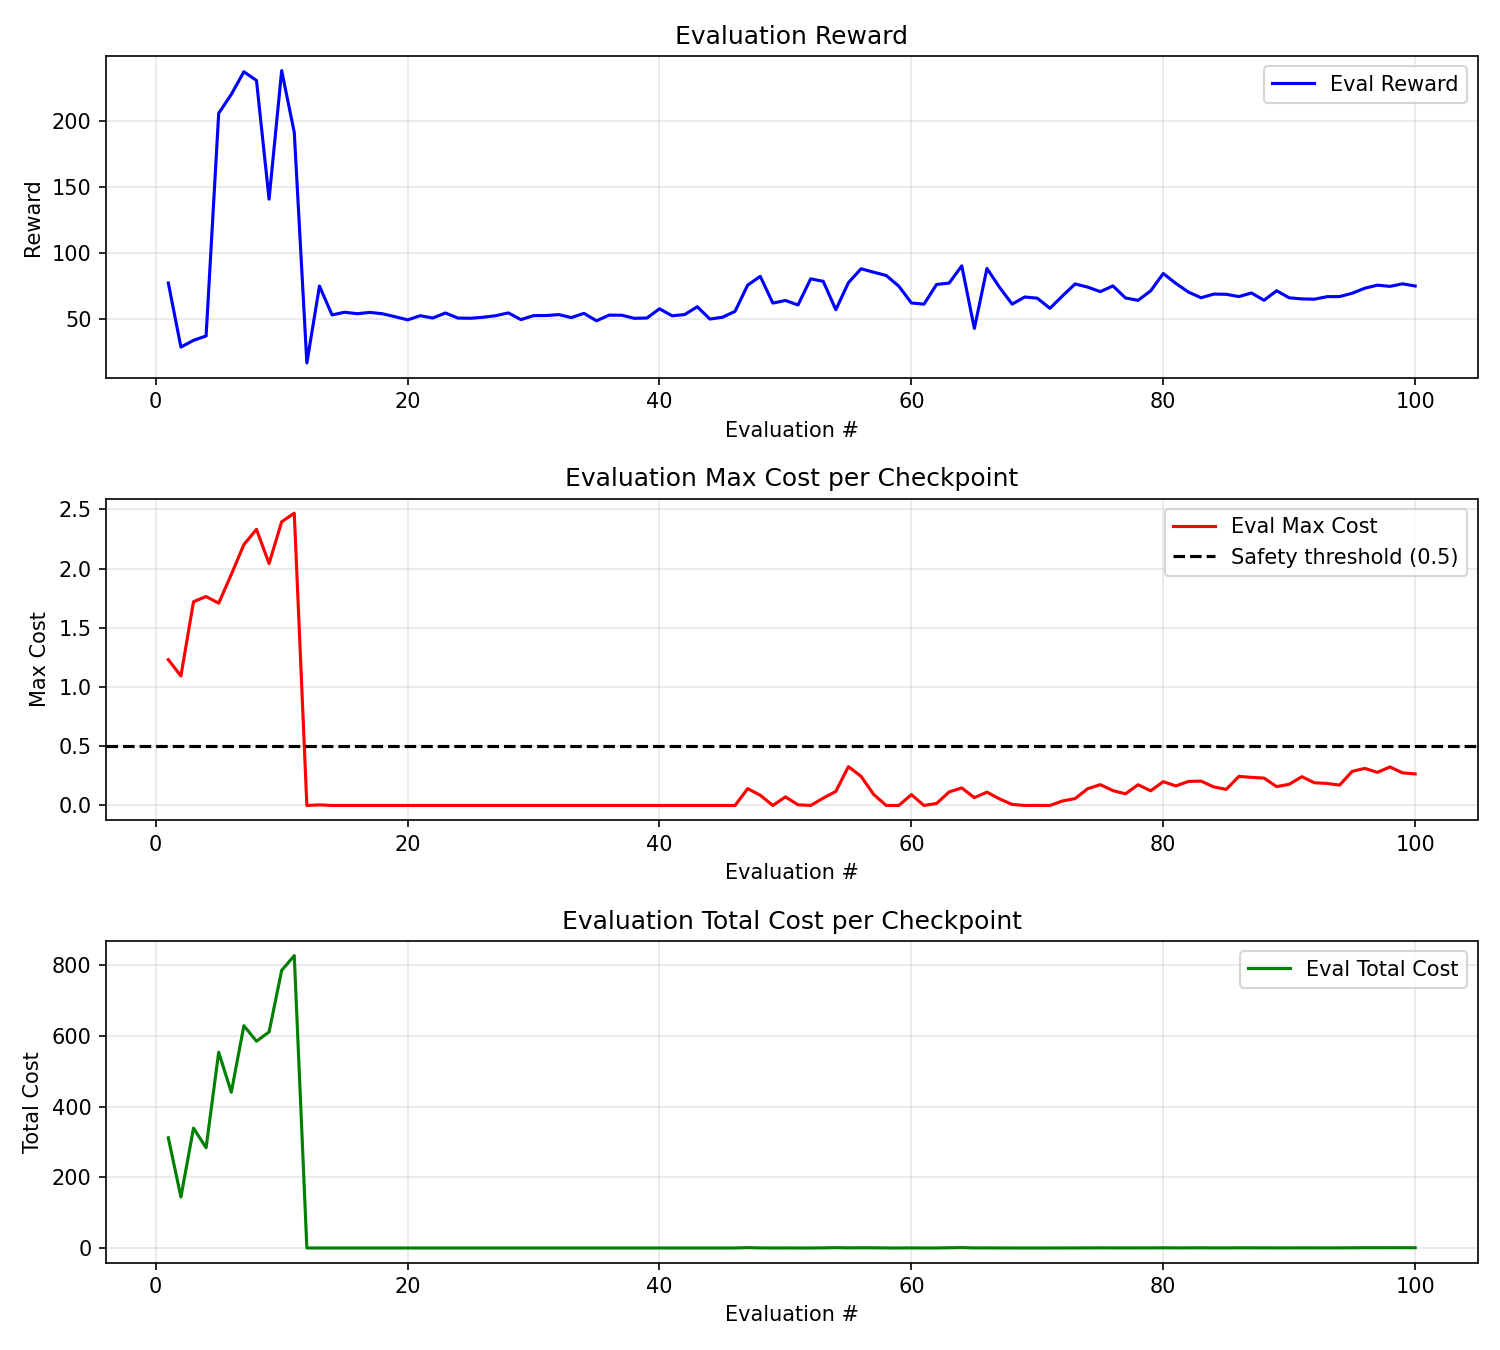 Evaluation Reward
Eval Reward
Reward
200
150
100
50
0 20 40 60 80 100
Evaluation #
Evaluation Max Cost per Checkpoint
Eval Max Cost
Safety threshold (0.5)
Max Cost
2.5
2.0
1.5
1.0
0.5
0.0
0 20 40 60 80 100
Evaluation #
Evaluation Total Cost per Checkpoint
Eval Total Cost
Total Cost
800
600
400
200
0
0 20 40 60 80 100
Evaluation #